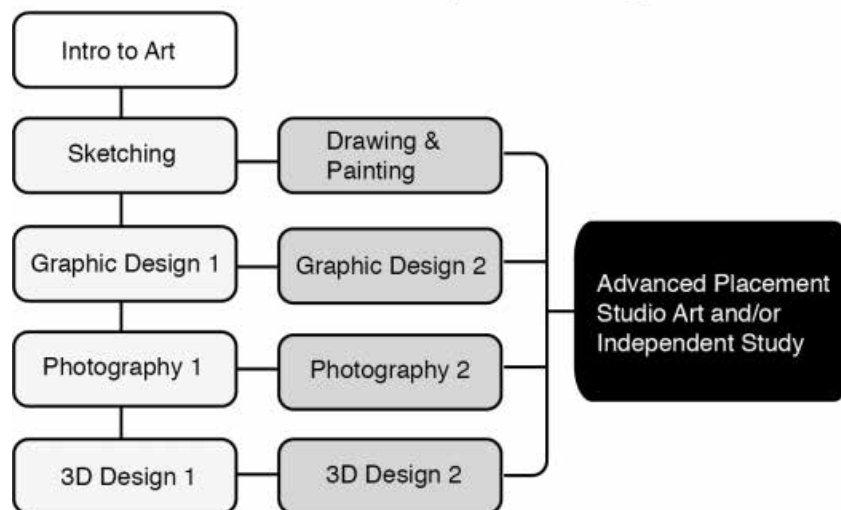 Intro to Art
Sketching
Drawing &
Painting
Graphic Design 1
Graphic Design 2
Photography 1
Photography 2
3D Design 1
3D Design 2
Advanced Placement
Studio Art and/or
Independent Study